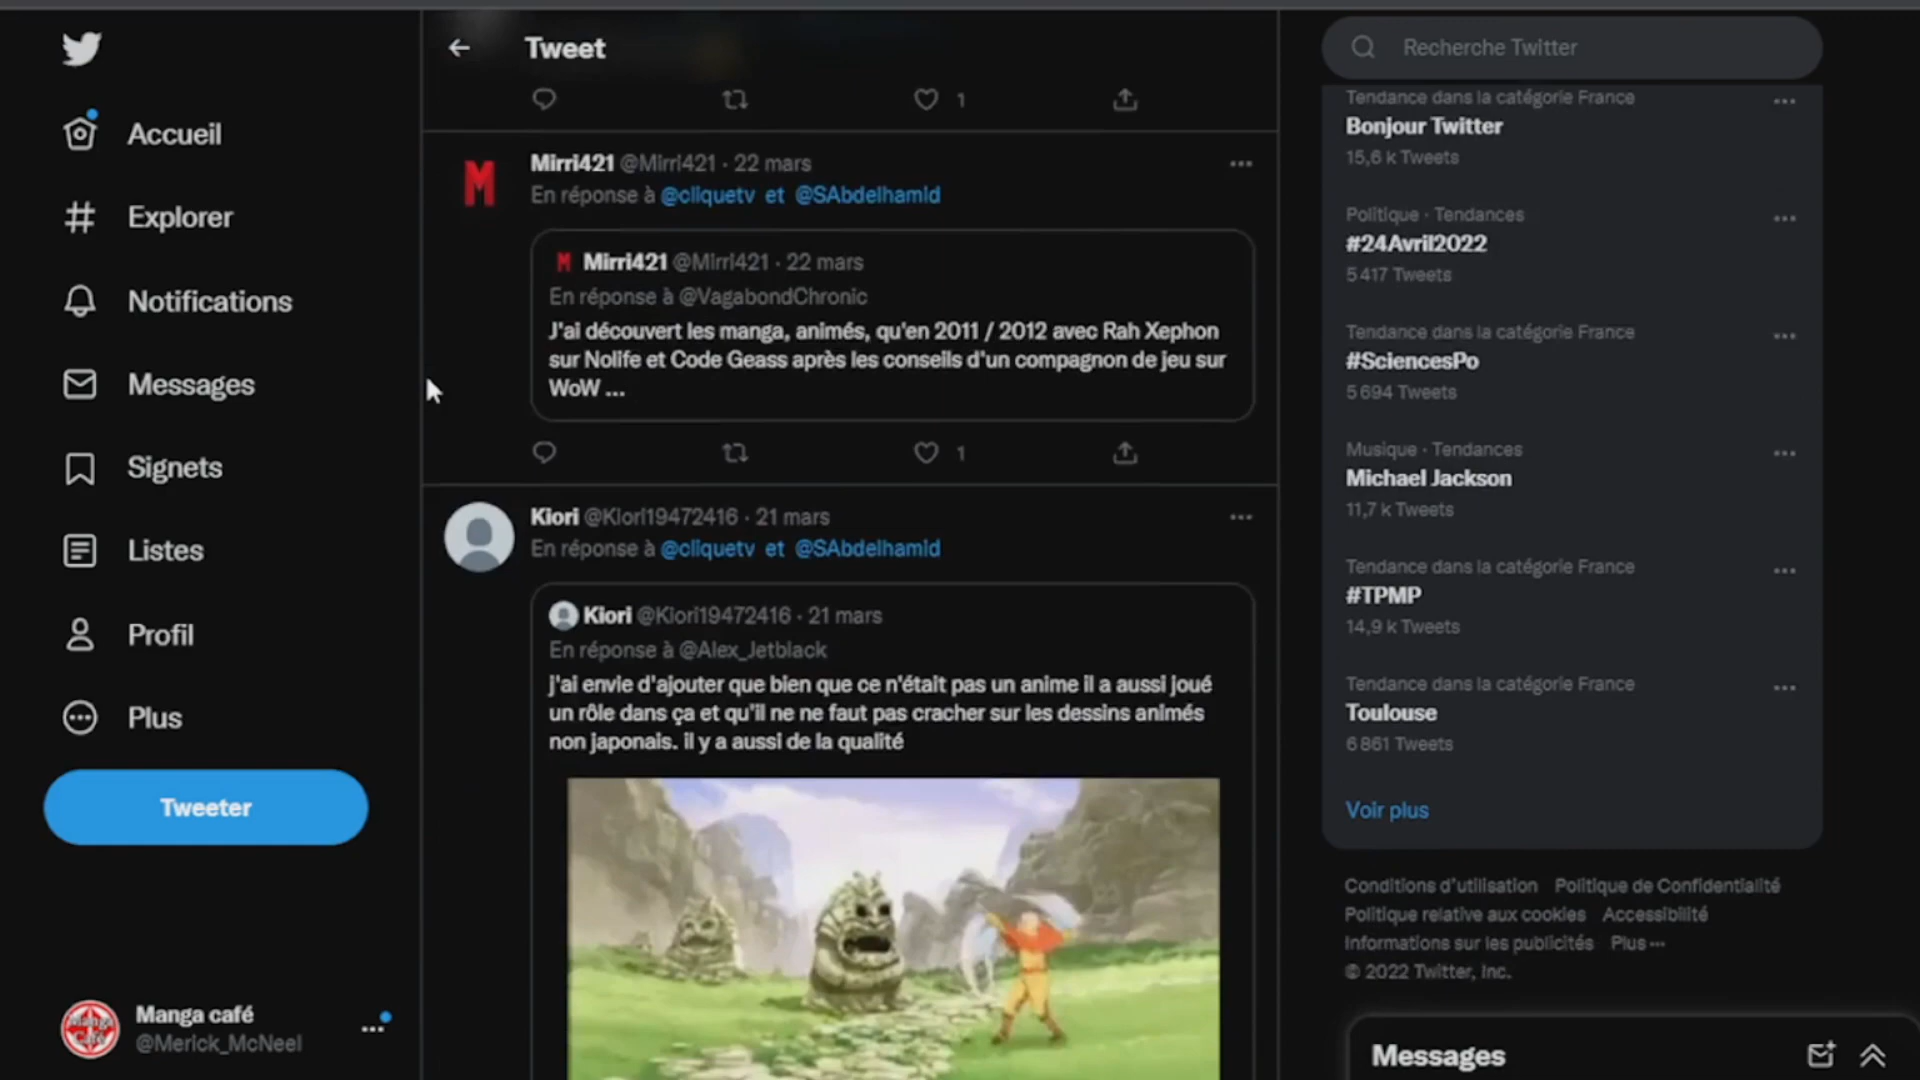 Tweet
Recherche Twitter
1
Accueil
Explorer
Notifications
Messages
Signets
Listes
Profil
Plus
Tweeter
Manga café
@Merick_McNeel
Mirri421 @Mirri421 · 22 mars
En réponse à @cliquetv et @SAbdelhamid
Mirri421 @Mirri421 · 22 mars
En réponse à @VagabondChronic
J'ai découvert les manga, animés, qu'en 2011 / 2012 avec Rah Xephon
sur Nolife et Code Geass après les conseils d'un compagnon de jeu sur
WoW ...
1
Kiori @Kiori19472416 · 21 mars
En réponse à @cliquetv et @SAbdelhamid
Kiori @Kiori19472416 · 21 mars
En réponse à @Alex_Jetblack
j'ai envie d'ajouter que bien que ce n'était pas un anime il a aussi joué
un rôle dans ça et qu'il ne ne faut pas cracher sur les dessins animés
non japonais. il y a aussi de la qualité
Tendance dans la catégorie France
Bonjour Twitter
15,6 k Tweets
Politique · Tendances
#24Avril2022
5 417 Tweets
Tendance dans la catégorie France
#SciencesPo
5 694 Tweets
Musique · Tendances
Michael Jackson
11,7 k Tweets
Tendance dans la catégorie France
#TPMP
14,9 k Tweets
Tendance dans la catégorie France
Toulouse
6 861 Tweets
Voir plus
Conditions d'utilisation Politique de Confidentialité
Politique relative aux cookies Accessibilité
Informations sur les publicités Plus ···
© 2022 Twitter, Inc.
Messages